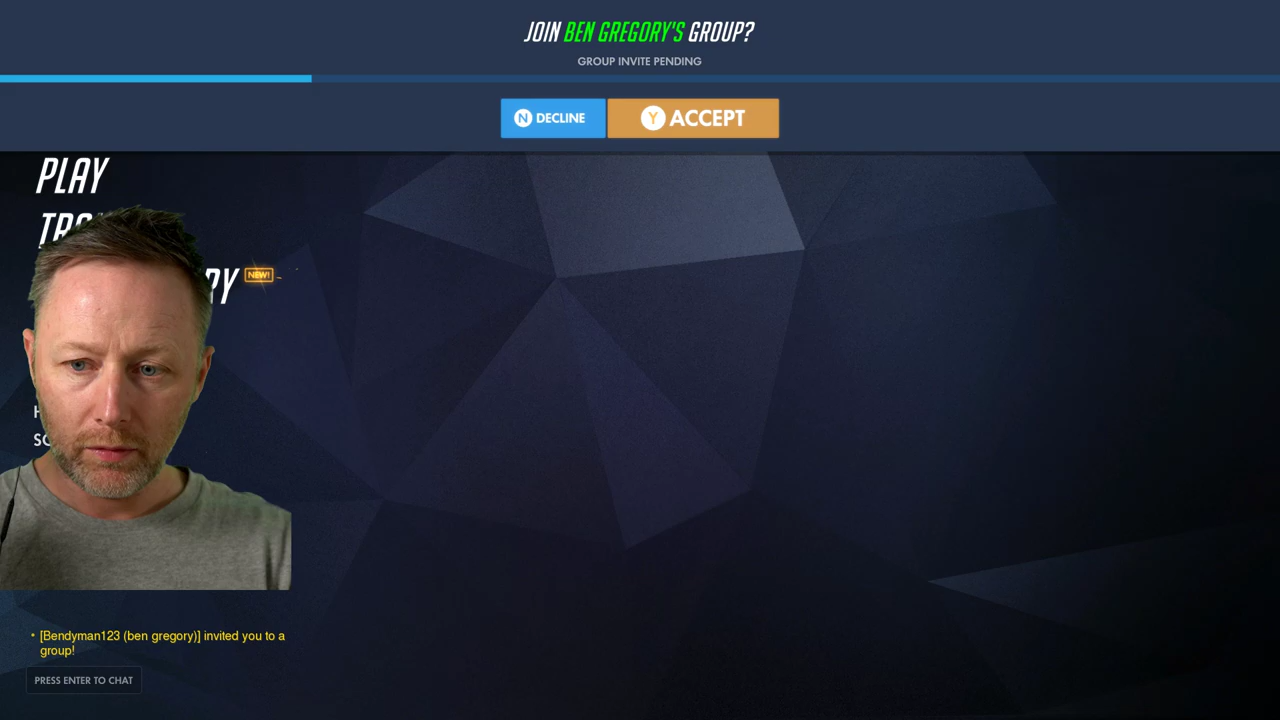 JOIN BEN GREGORY'S GROUP?
GROUP INVITE PENDING
N DECLINE
Y ACCEPT
PLAY
NEW!
• [Bendyman123 (ben gregory)] invited you to a
group!
PRESS ENTER TO CHAT